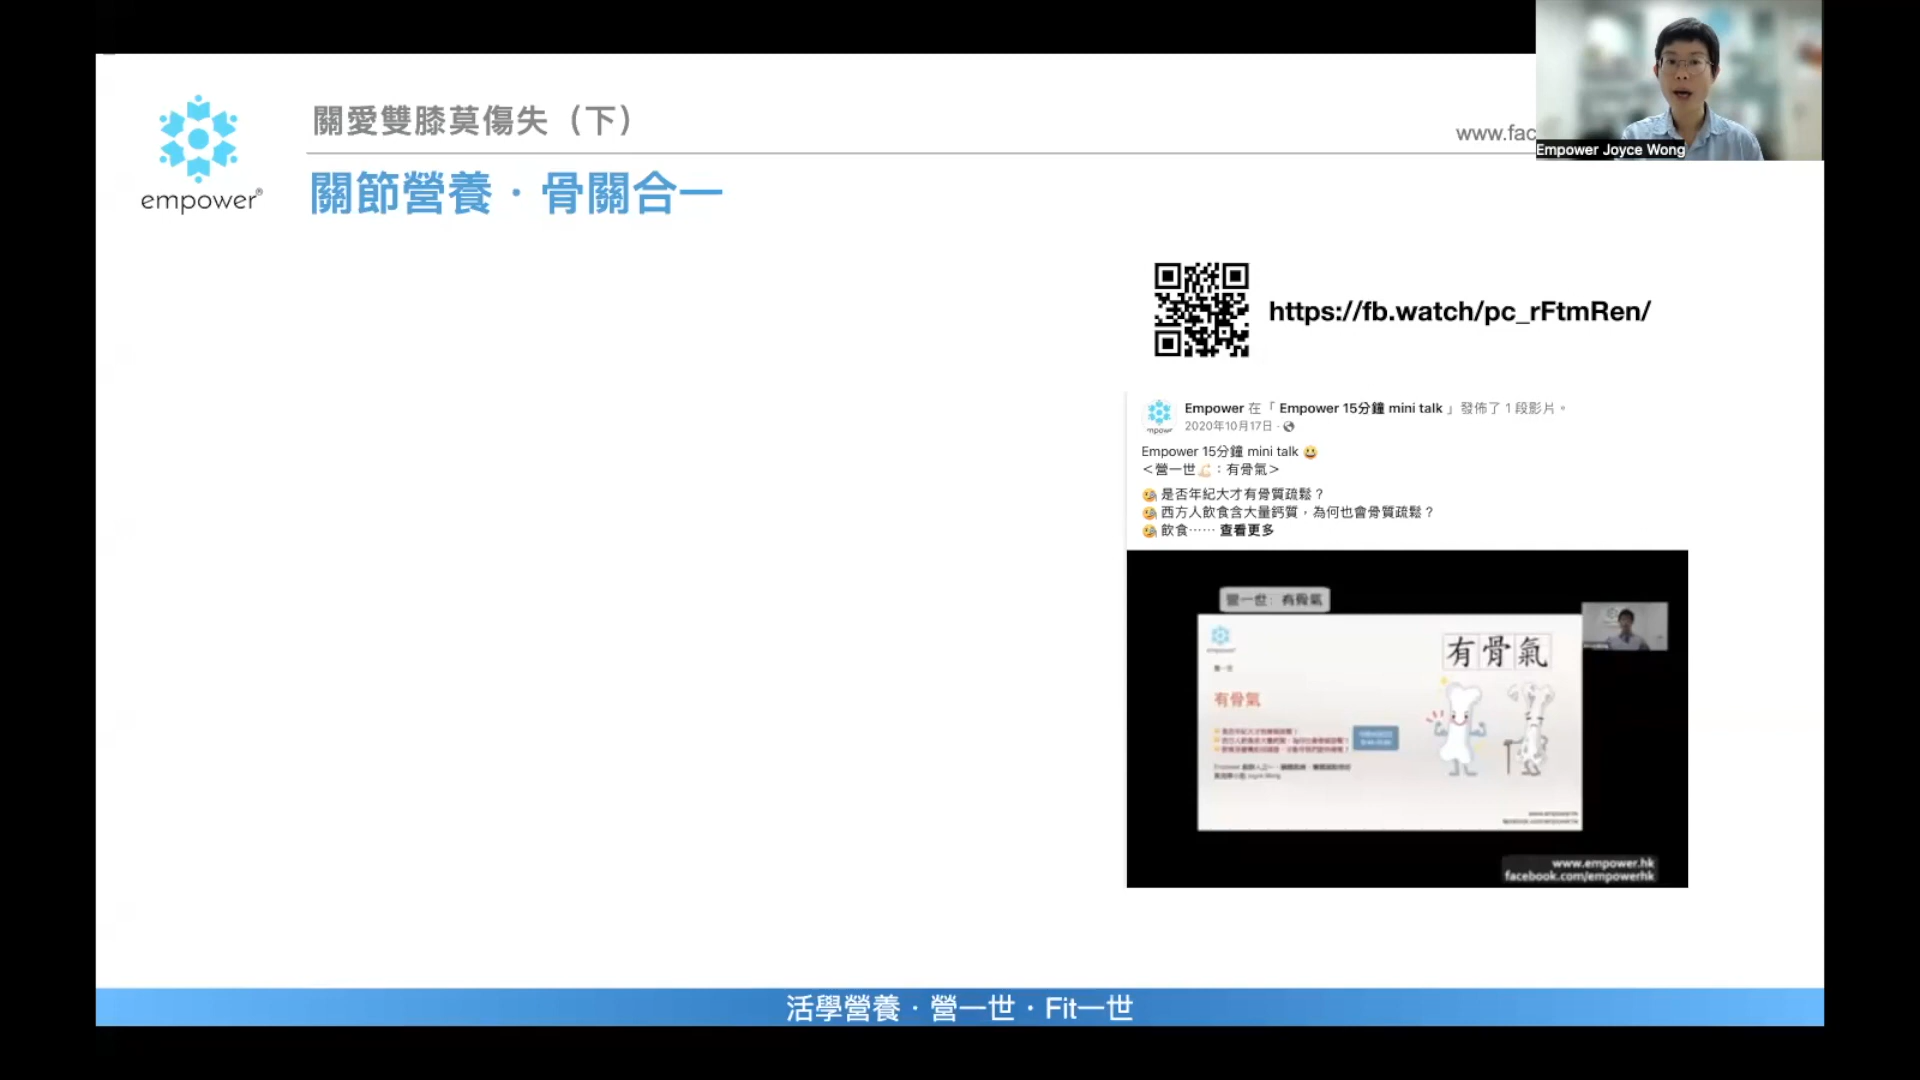 關愛雙膝莫傷失（下）
www.fac
Empower Joyce Wong
empower®
關節營養．骨關合一
https://fb.watch/pc_rFtmRen/
Empower 在「 Empower 15分鐘 mini talk 」發佈了 1 段影片。
2020年10月17日
Empower 15分鐘 mini talk
＜營一世：有骨氣＞
是否年紀大才有骨質疏鬆？
西方人飲食含大量鈣質，為何也會骨質疏鬆？
飲食…… 查看更多
營一世：有骨氣
有骨氣
營一世
有骨氣
www.empower.hk
facebook.com/empowerhk
活學營養．營一世．Fit一世